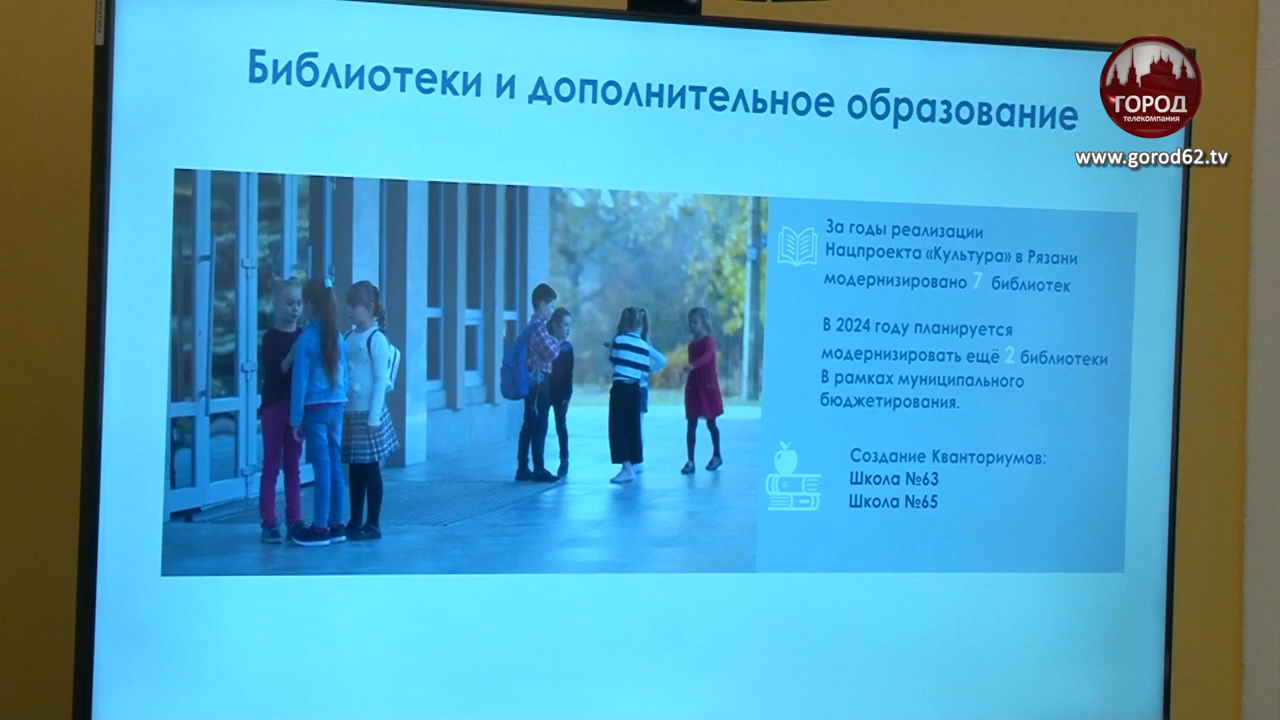 Библиотеки и дополнительное образование
ГОРОД
телекомпания
www.gorod62.tv
За годы реализации
Нацпроекта «Культура» в Рязани
модернизировано 7 библиотек
В 2024 году планируется
модернизировать ещё 2 библиотеки
В рамках муниципального
бюджетирования.
Создание Кванториумов:
Школа №63
Школа №65